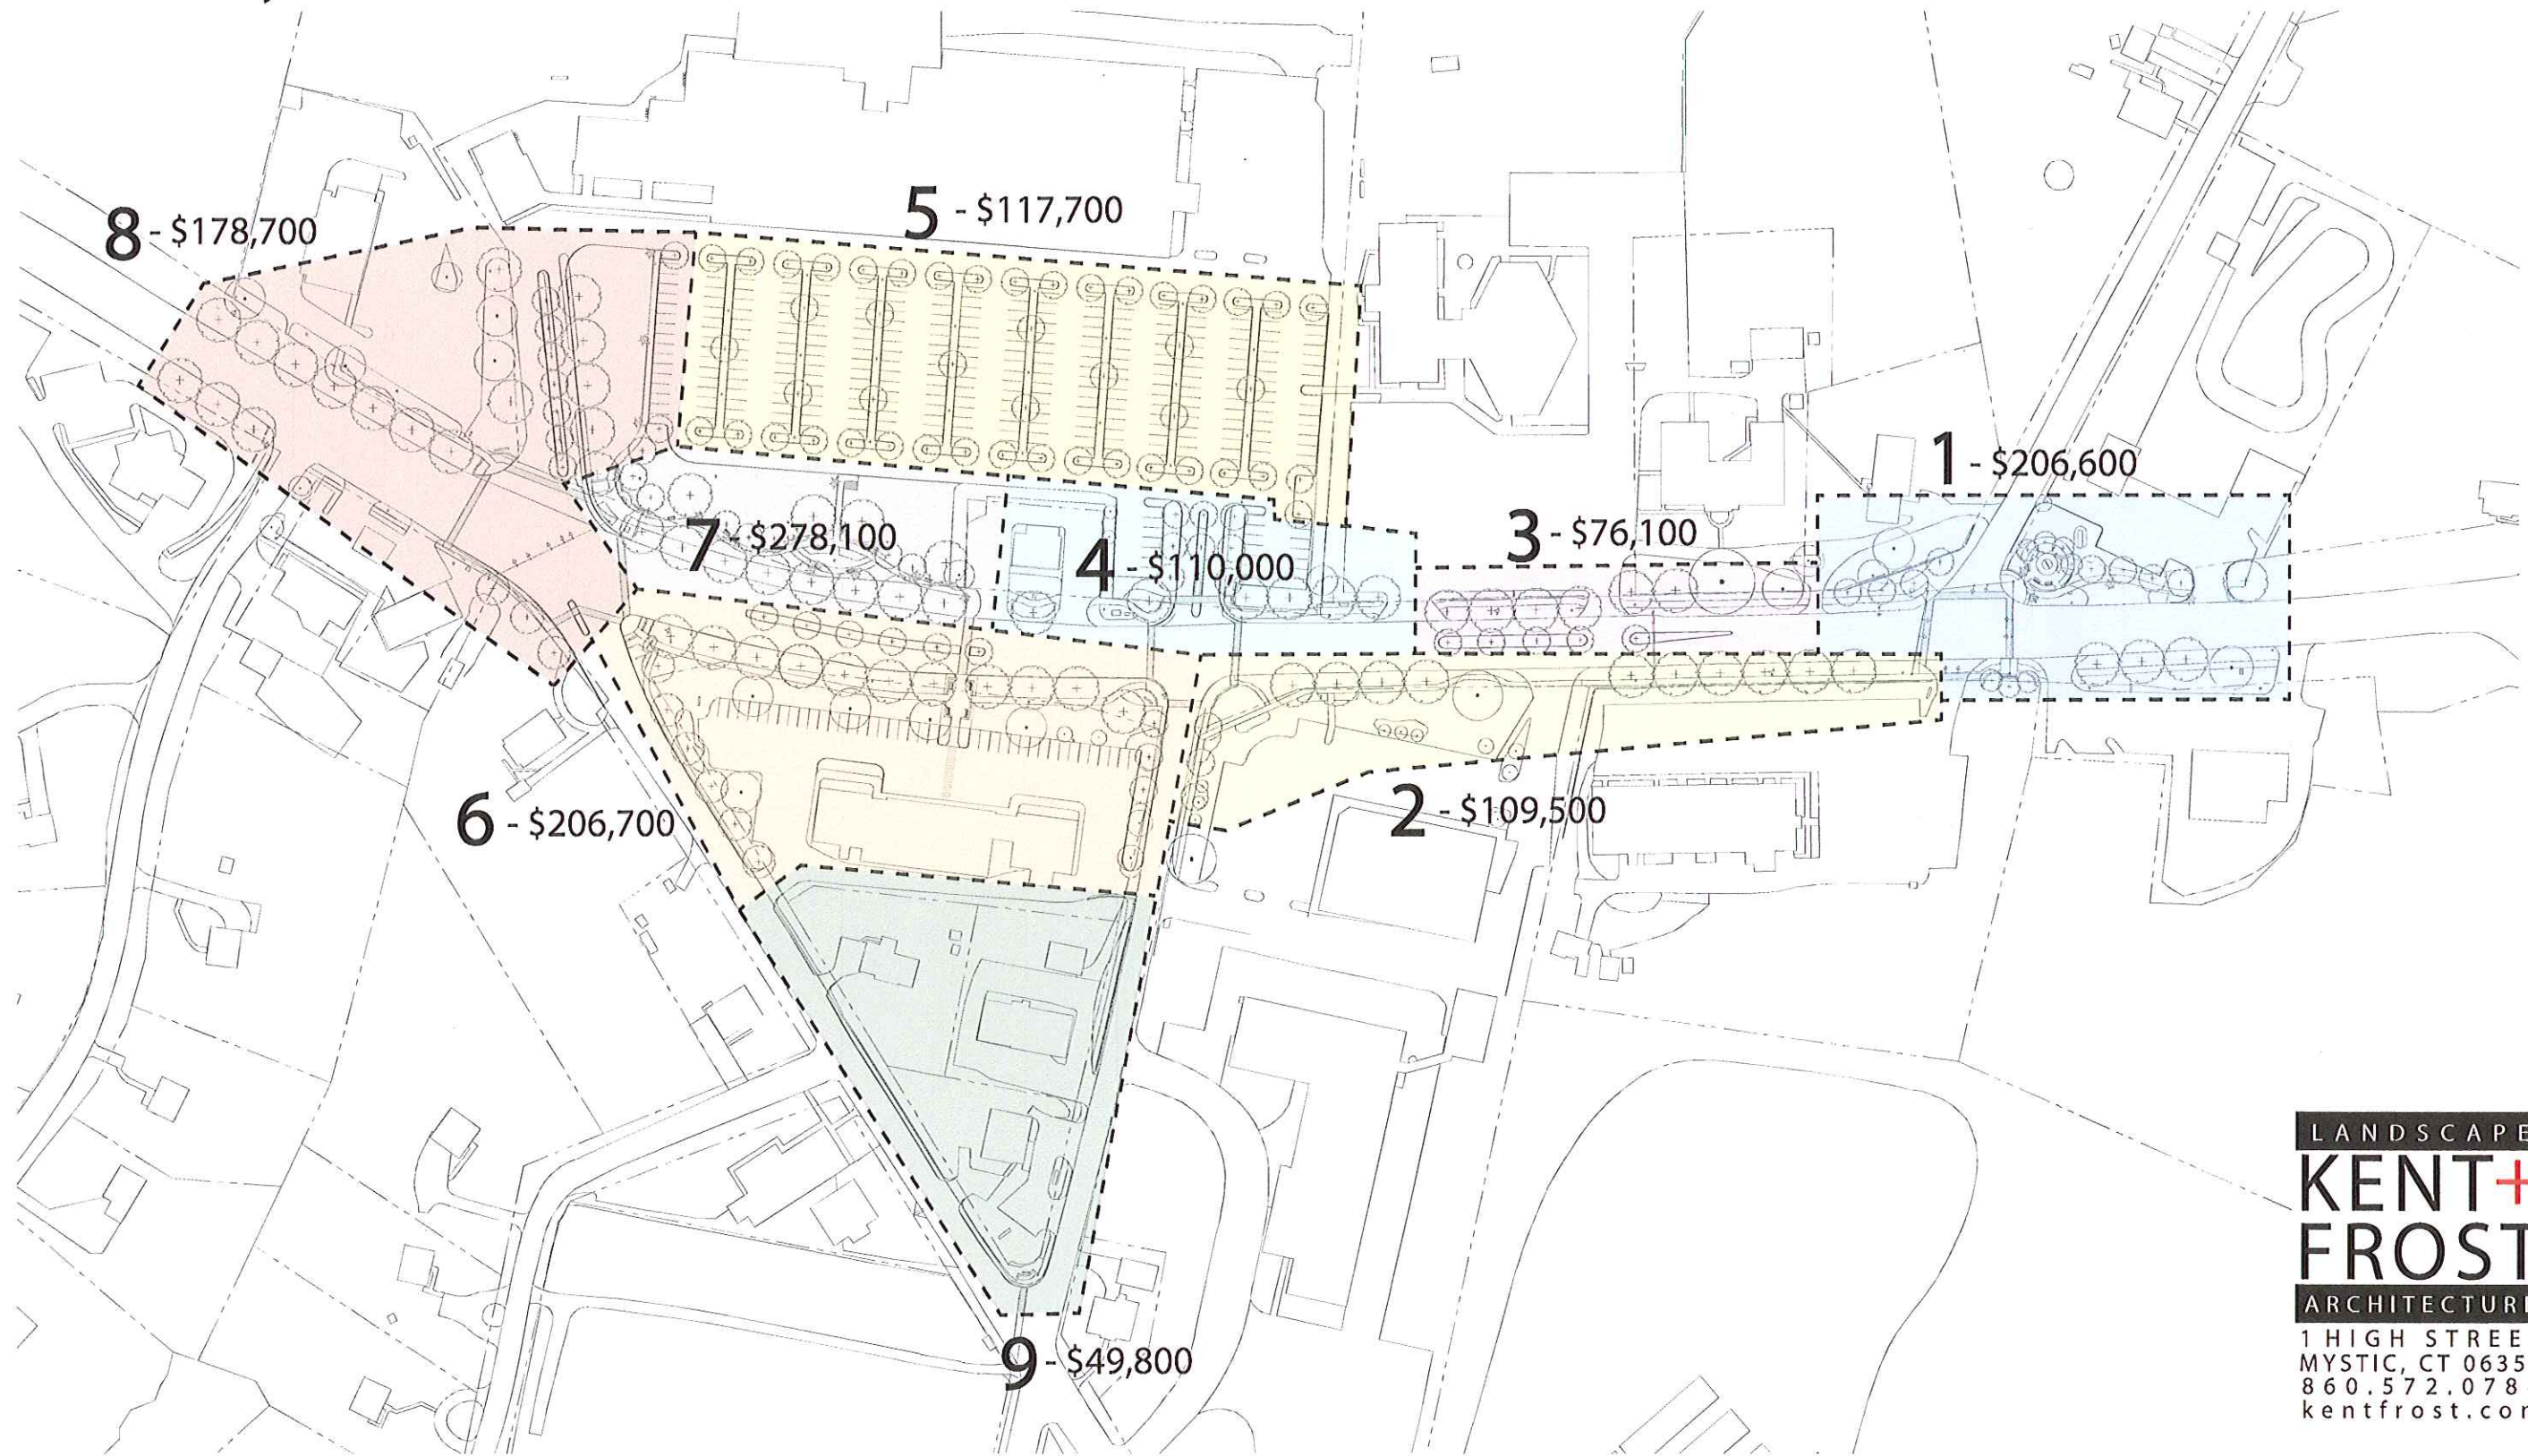 8 - $178,700
5 - $117,700
1 - $206,600
7 - $278,100
3 - $76,100
4 - $110,000
6 - $206,700
2 - $109,500
9 - $49,800
LANDSCAPE
KENT+
FROST
ARCHITECTURE
1 HIGH STREE
MYSTIC, CT 0635
860.572.078
kentfrost.com